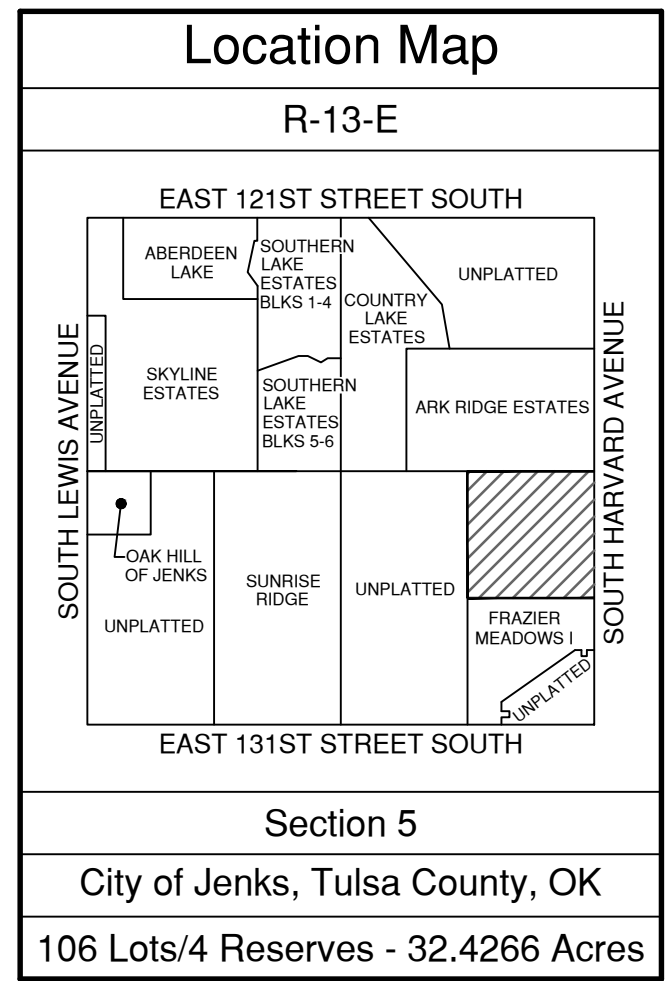 Location Map
R-13-E
EAST 121ST STREET SOUTH
ABERDEEN
LAKE
SOUTHERN
LAKE
ESTATES
BLKS 1-4
COUNTRY
LAKE
ESTATES
UNPLATTED
SOUTH LEWIS AVENUE
UNPLATTED
SKYLINE
ESTATES
SOUTHERN
LAKE
ESTATES
BLKS 5-6
ARK RIDGE ESTATES
SOUTH HARVARD AVENUE
OAK HILL
OF JENKS
UNPLATTED
SUNRISE
RIDGE
UNPLATTED
FRAZIER
MEADOWS I
UNPLATTED
EAST 131ST STREET SOUTH
Section 5
City of Jenks, Tulsa County, OK
106 Lots/4 Reserves - 32.4266 Acres